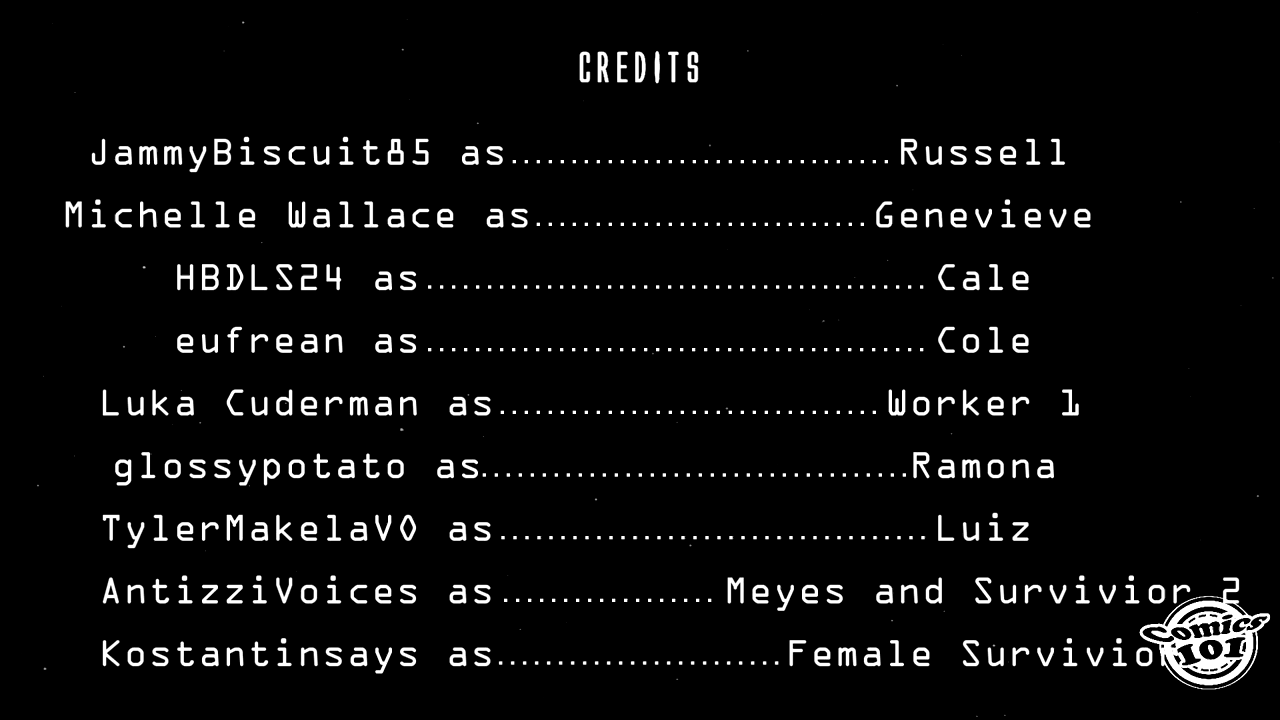 CREDITS
JammyBiscuit85 as................................Russell
Michelle Wallace as............................Genevieve
HBDLS24 as..........................................Cale
eufrean as..........................................Cole
Luka Cuderman as................................Worker 1
glossypotato as....................................Ramona
TylerMakelaVO as....................................Luiz
AntizziVoices as..................Meyes and Survivior 2
Kostantinsays as........................Female Survivior
Comics
101